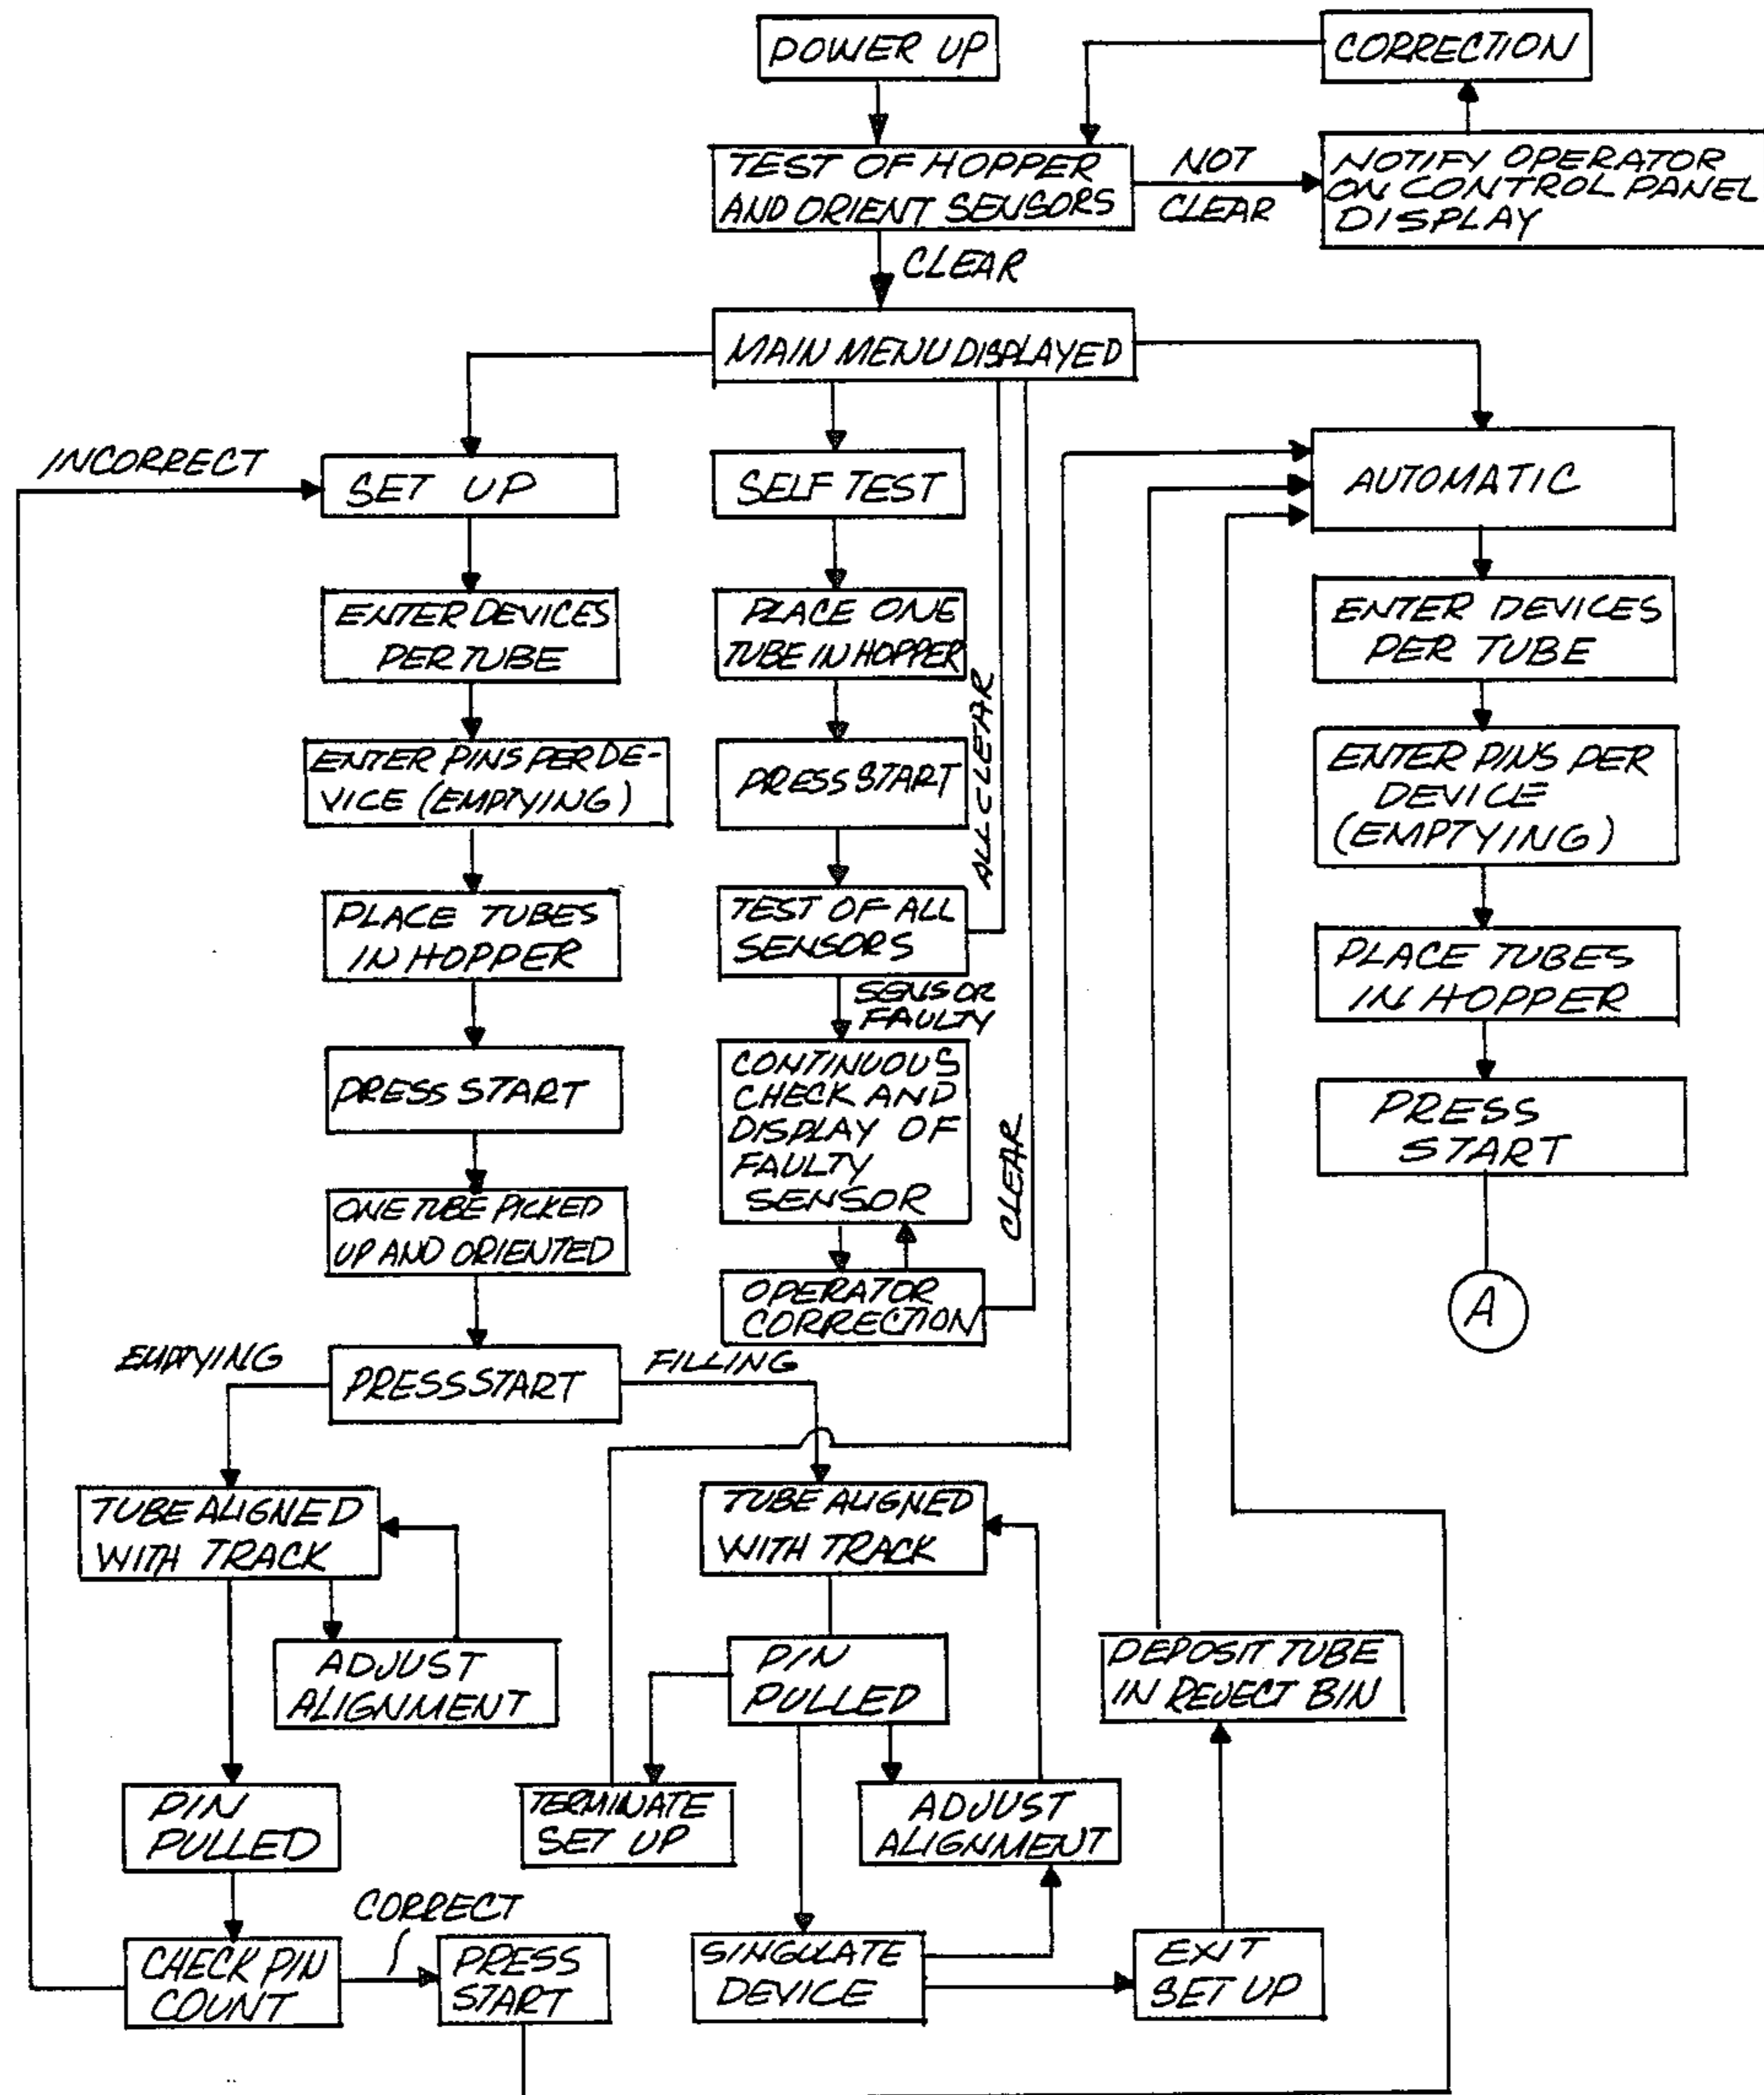 POWER UP
CORRECTION
TEST OF HOPPER
AND ORIENT SENSORS
NOT
CLEAR
NOTIFY OPERATOR
ON CONTROL PANEL
DISPLAY
CLEAR
MAIN MENU DISPLAYED
INCORRECT
SET UP
SELF TEST
AUTOMATIC
ENTER DEVICES
PER TUBE
PLACE ONE
TUBE IN HOPPER
ENTER DEVICES
PER TUBE
ENTER PINS PER DE-
VICE (EMPTYING)
PRESS START
ALL CLEAR
ENTER PINS PER
DEVICE
(EMPTYING)
PLACE TUBES
IN HOPPER
TEST OF ALL
SENSORS
PLACE TUBES
IN HOPPER
SENSOR
FAULTY
PRESS START
CONTINUOUS
CHECK AND
DISPLAY OF
FAULTY
SENSOR
CLEAR
PRESS
START
ONE TUBE PICKED
UP AND ORIENTED
OPERATOR
CORRECTION
A
EMPTYING
PRESS START
FILLING
TUBE ALIGNED
WITH TRACK
TUBE ALIGNED
WITH TRACK
ADJUST
ALIGNMENT
PIN
PULLED
DEPOSIT TUBE
IN REJECT BIN
PIN
PULLED
TERMINATE
SET UP
ADJUST
ALIGNMENT
CORRECT
CHECK PIN
COUNT
PRESS
START
SINGULATE
DEVICE
EXIT
SET UP